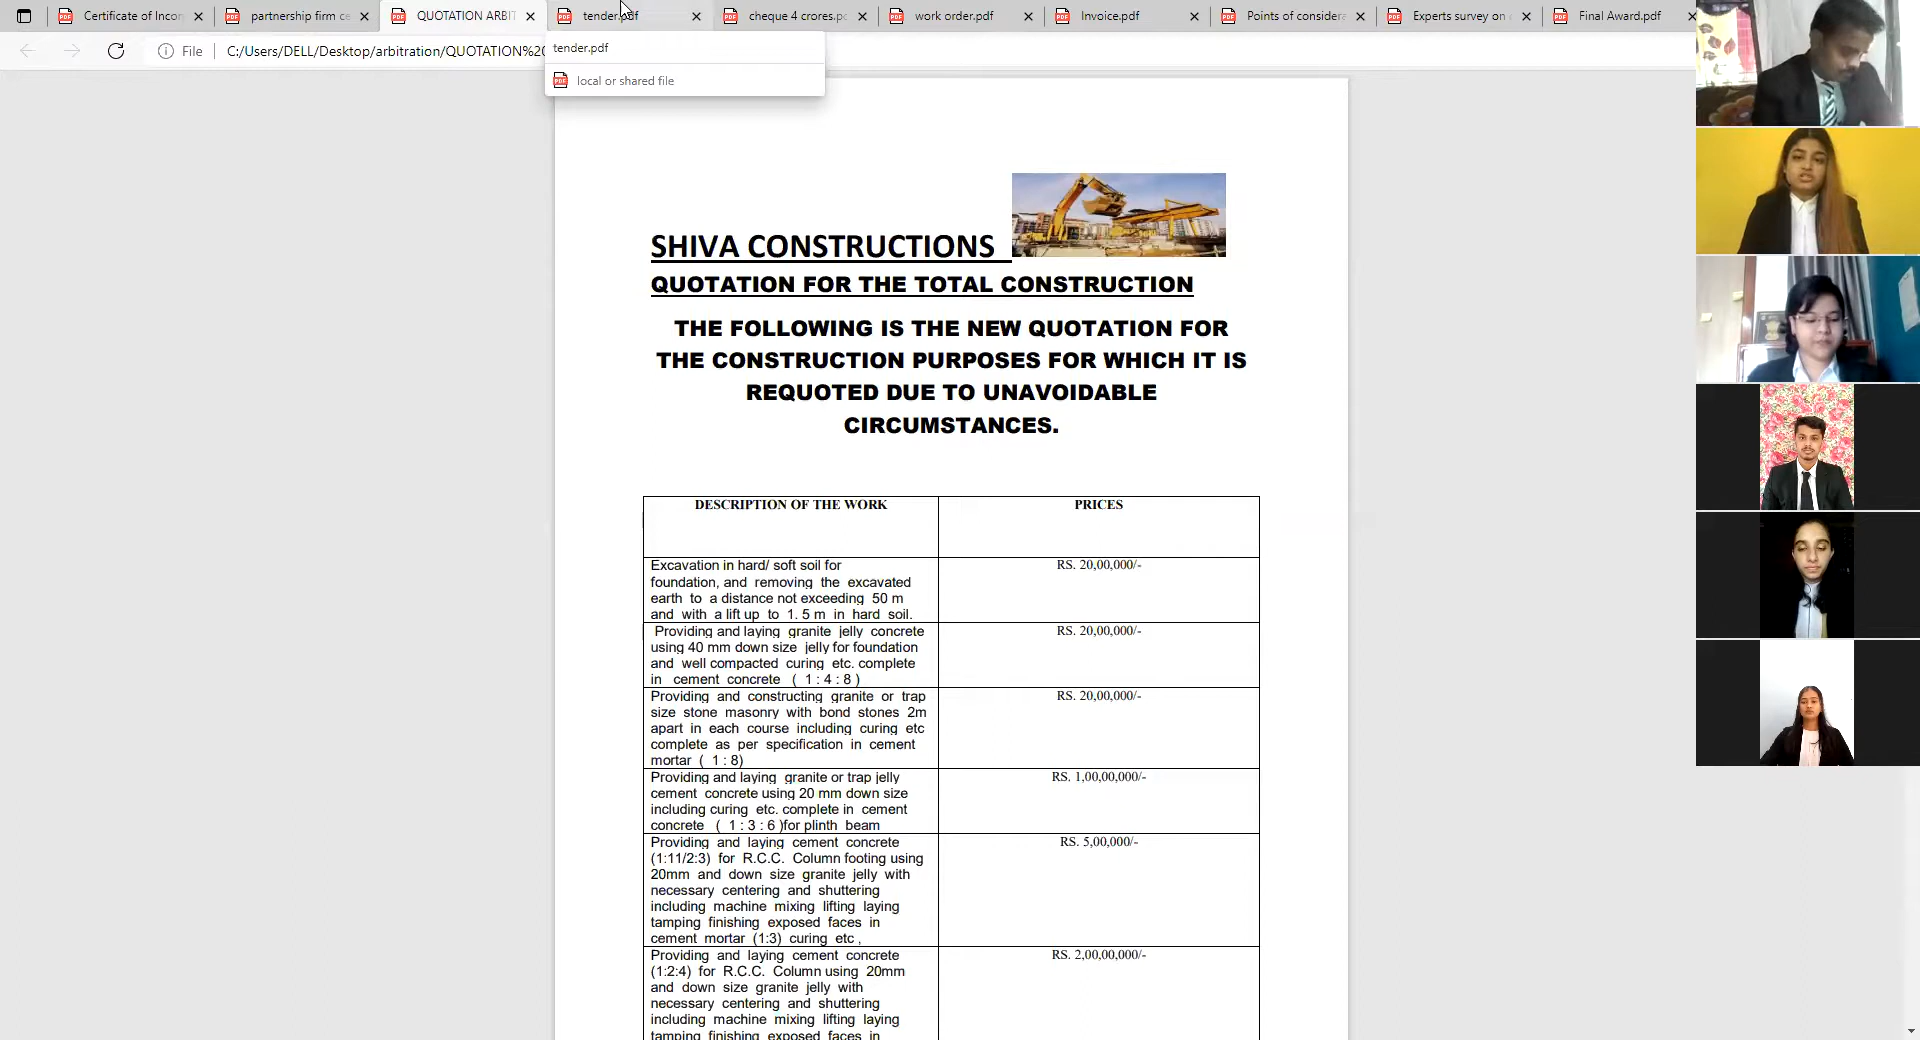 Certificate of Incor
partnership firm ce
QUOTATION ARBIT
tender.pdf
cheque 4 crores.pd
work order.pdf
Invoice.pdf
Points of considera
Experts survey on
Final Award.pdf
File
C:/Users/DELL/Desktop/arbitration/QUOTATION%20
tender.pdf
local or shared file
SHIVA CONSTRUCTIONS
QUOTATION FOR THE TOTAL CONSTRUCTION
THE FOLLOWING IS THE NEW QUOTATION FOR
THE CONSTRUCTION PURPOSES FOR WHICH IT IS
REQUOTED DUE TO UNAVOIDABLE
CIRCUMSTANCES.
DESCRIPTION OF THE WORK PRICES
Excavation in hard/ soft soil for RS. 20,00,000/-
foundation, and removing the excavated
earth to a distance not exceeding 50 m
and with a lift up to 1. 5 m in hard soil.
Providing and laying granite jelly concrete RS. 20,00,000/-
using 40 mm down size jelly for foundation
and well compacted curing etc. complete
in cement concrete ( 1 : 4 : 8 )
Providing and constructing granite or trap RS. 20,00,000/-
size stone masonry with bond stones 2m
apart in each course including curing etc
complete as per specification in cement
mortar ( 1 : 8)
Providing and laying granite or trap jelly RS. 1,00,00,000/-
cement concrete using 20 mm down size
including curing etc. complete in cement
concrete ( 1 : 3 : 6 )for plinth beam
Providing and laying cement concrete RS. 5,00,000/-
(1:11/2:3) for R.C.C. Column footing using
20mm and down size granite jelly with
necessary centering and shuttering
including machine mixing lifting laying
tamping finishing exposed faces in
cement mortar (1:3) curing etc ,
Providing and laying cement concrete RS. 2,00,00,000/-
(1:2:4) for R.C.C. Column using 20mm
and down size granite jelly with
necessary centering and shuttering
including machine mixing lifting laying
tamping finishing exposed faces in